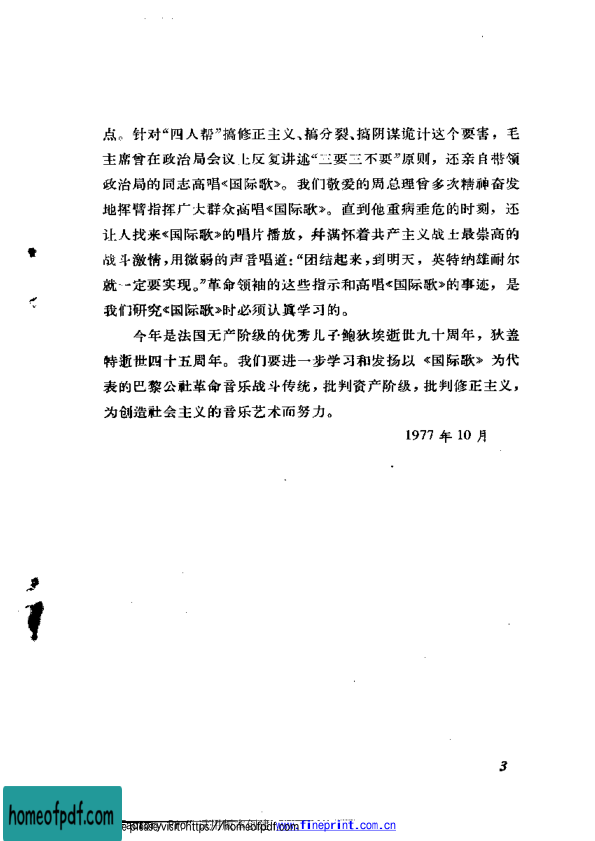 点。针对“四人帮”搞修正主义、搞分裂、搞阴谋诡计这个要害，毛
主席曾在政治局会议上反复讲述“三要三不要”原则，还亲自带领
政治局的同志高唱《国际歌》。我们敬爱的周总理曾多次精神奋发
地挥臂指挥广大群众高唱《国际歌》。直到他重病垂危的时刻，还
让人找来《国际歌》的唱片播放，并满怀着共产主义战士最崇高的
战斗激情，用微弱的声音唱道：“团结起来，到明天，英特纳雄耐尔
就一定要实现。”革命领袖的这些指示和高唱《国际歌》的事迹，是
我们研究《国际歌》时必须认真学习的。
今年是法国无产阶级的优秀儿子鲍狄埃逝世九十周年，狄盖
特逝世四十五周年。我们要进一步学习和发扬以《国际歌》为代
表的巴黎公社革命音乐战斗传统，批判资产阶级，批判修正主义，
为创造社会主义的音乐艺术而努力。
1977 年 10 月
3
homeofpdf.com
please visit: https://homeofpdf.com
www.fineprint.com.cn